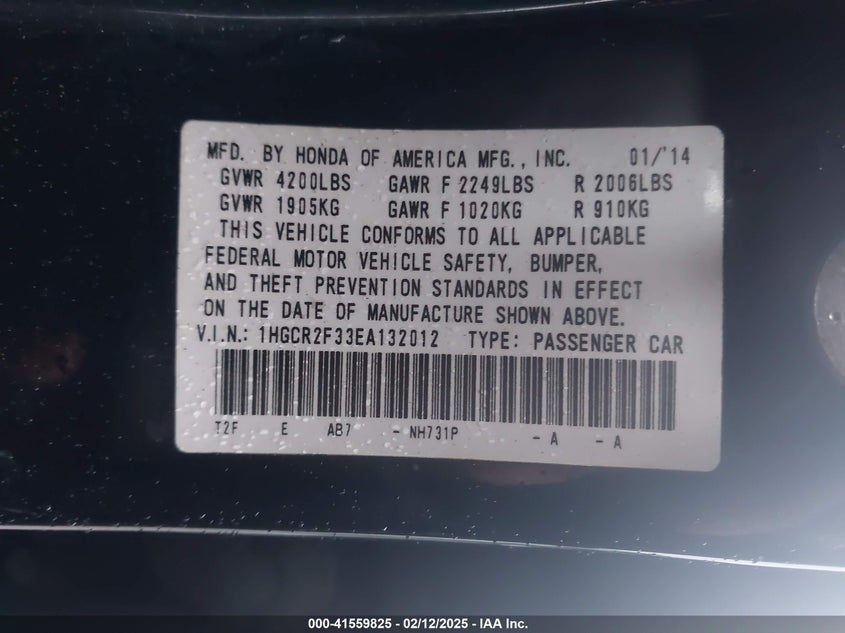 MFD. BY HONDA OF AMERICA MFG., INC. 01/'14
GVWR 4200LBS GAWR F 2249LBS R 2006LBS
GVWR 1905KG GAWR F 1020KG R 910KG
THIS VEHICLE CONFORMS TO ALL APPLICABLE
FEDERAL MOTOR VEHICLE SAFETY, BUMPER,
AND THEFT PREVENTION STANDARDS IN EFFECT
ON THE DATE OF MANUFACTURE SHOWN ABOVE.
V.I.N.: 1HGCR2F33EA132012 TYPE: PASSENGER CAR
T2F E AB7 - NH731P - A - A
000-41559825 - 02/12/2025 - IAA Inc.